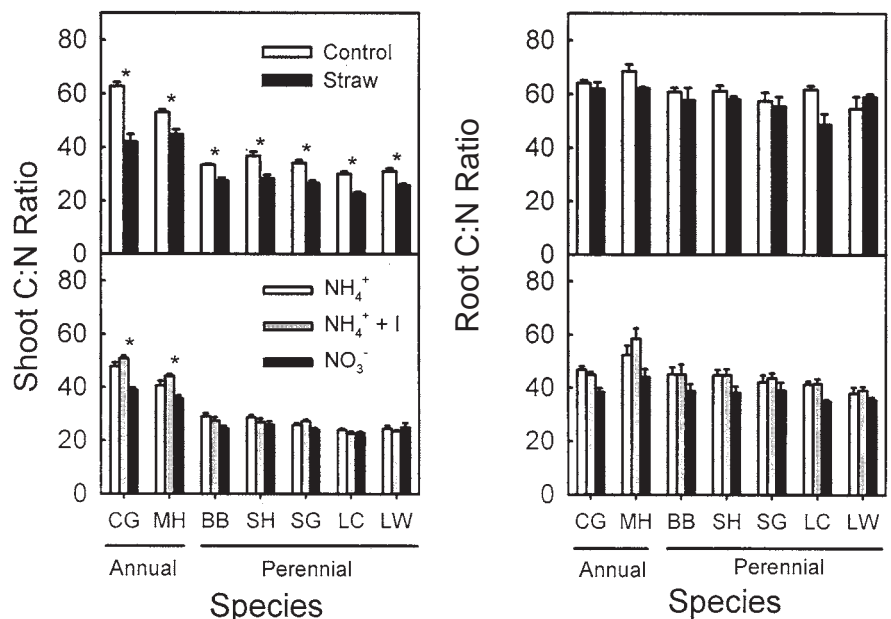 Shoot C:N Ratio
80
60
40
20
0
Control
Straw
* * * * * * *
80
60
40
20
0
NH₄⁺
NH₄⁺ + I
NO₃⁻
* *
CG MH BB SH SG LC LW
Annual Perennial
Species
Root C:N Ratio
80
60
40
20
0
80
60
40
20
0
CG MH BB SH SG LC LW
Annual Perennial
Species